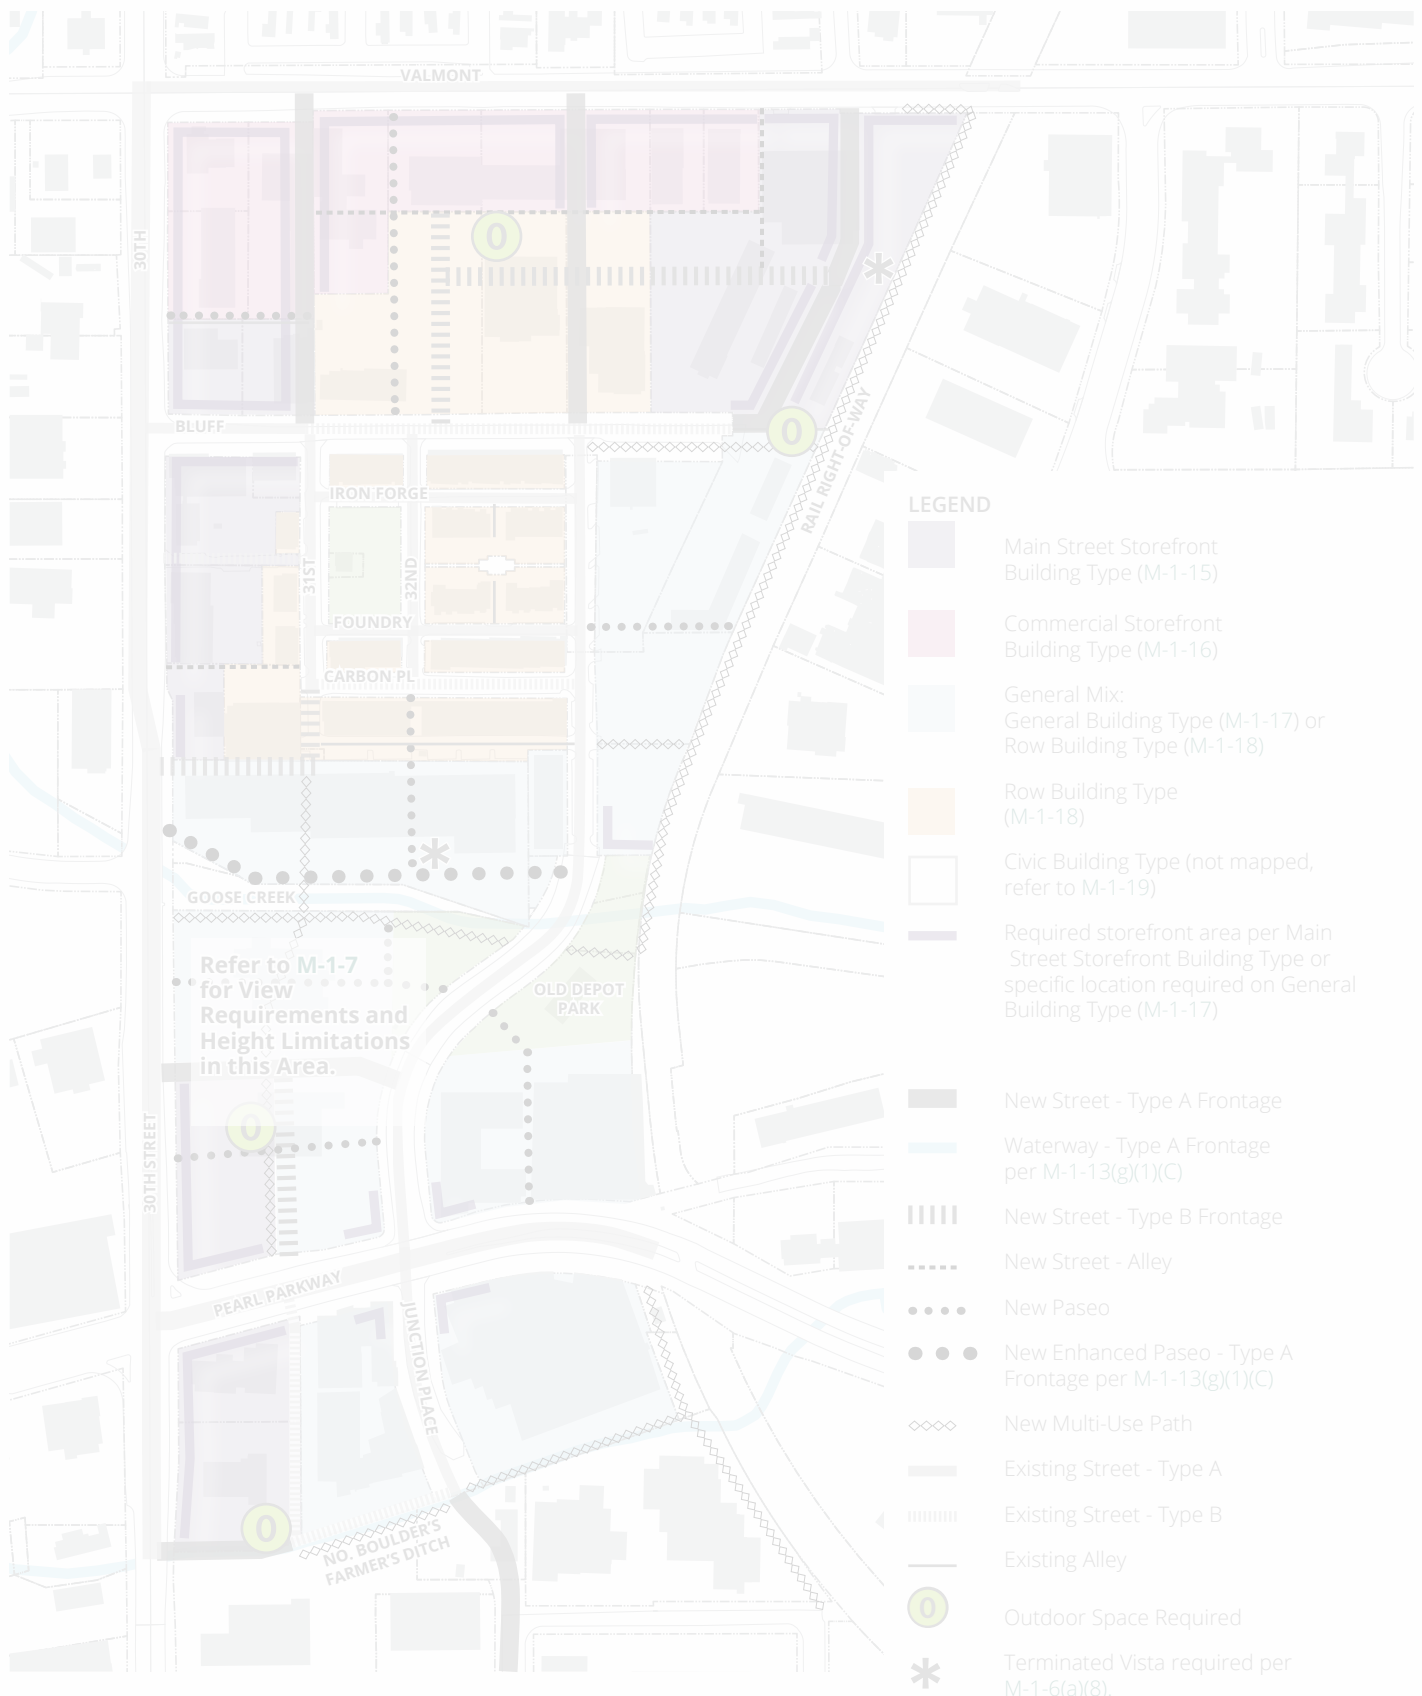 VALMONT
30TH
BLUFF
IRON FORGE
31ST
32ND
FOUNDRY
CARBON PL
RAIL RIGHT-OF-WAY
GOOSE CREEK
Refer to M-1-7
for View
Requirements and
Height Limitations
in this Area.
OLD DEPOT
PARK
30TH STREET
PEARL PARKWAY
JUNCTION PLACE
NO. BOULDER'S
FARMER'S DITCH
0
0
0
0
LEGEND
Main Street Storefront
Building Type (M-1-15)
Commercial Storefront
Building Type (M-1-16)
General Mix:
General Building Type (M-1-17) or
Row Building Type (M-1-18)
Row Building Type
(M-1-18)
Civic Building Type (not mapped,
refer to M-1-19)
Required storefront area per Main
Street Storefront Building Type or
specific location required on General
Building Type (M-1-17)
New Street - Type A Frontage
Waterway - Type A Frontage
per M-1-13(g)(1)(C)
New Street - Type B Frontage
New Street - Alley
New Paseo
New Enhanced Paseo - Type A
Frontage per M-1-13(g)(1)(C)
New Multi-Use Path
Existing Street - Type A
Existing Street - Type B
Existing Alley
0
Outdoor Space Required
Terminated Vista required per
M-1-6(a)(8).